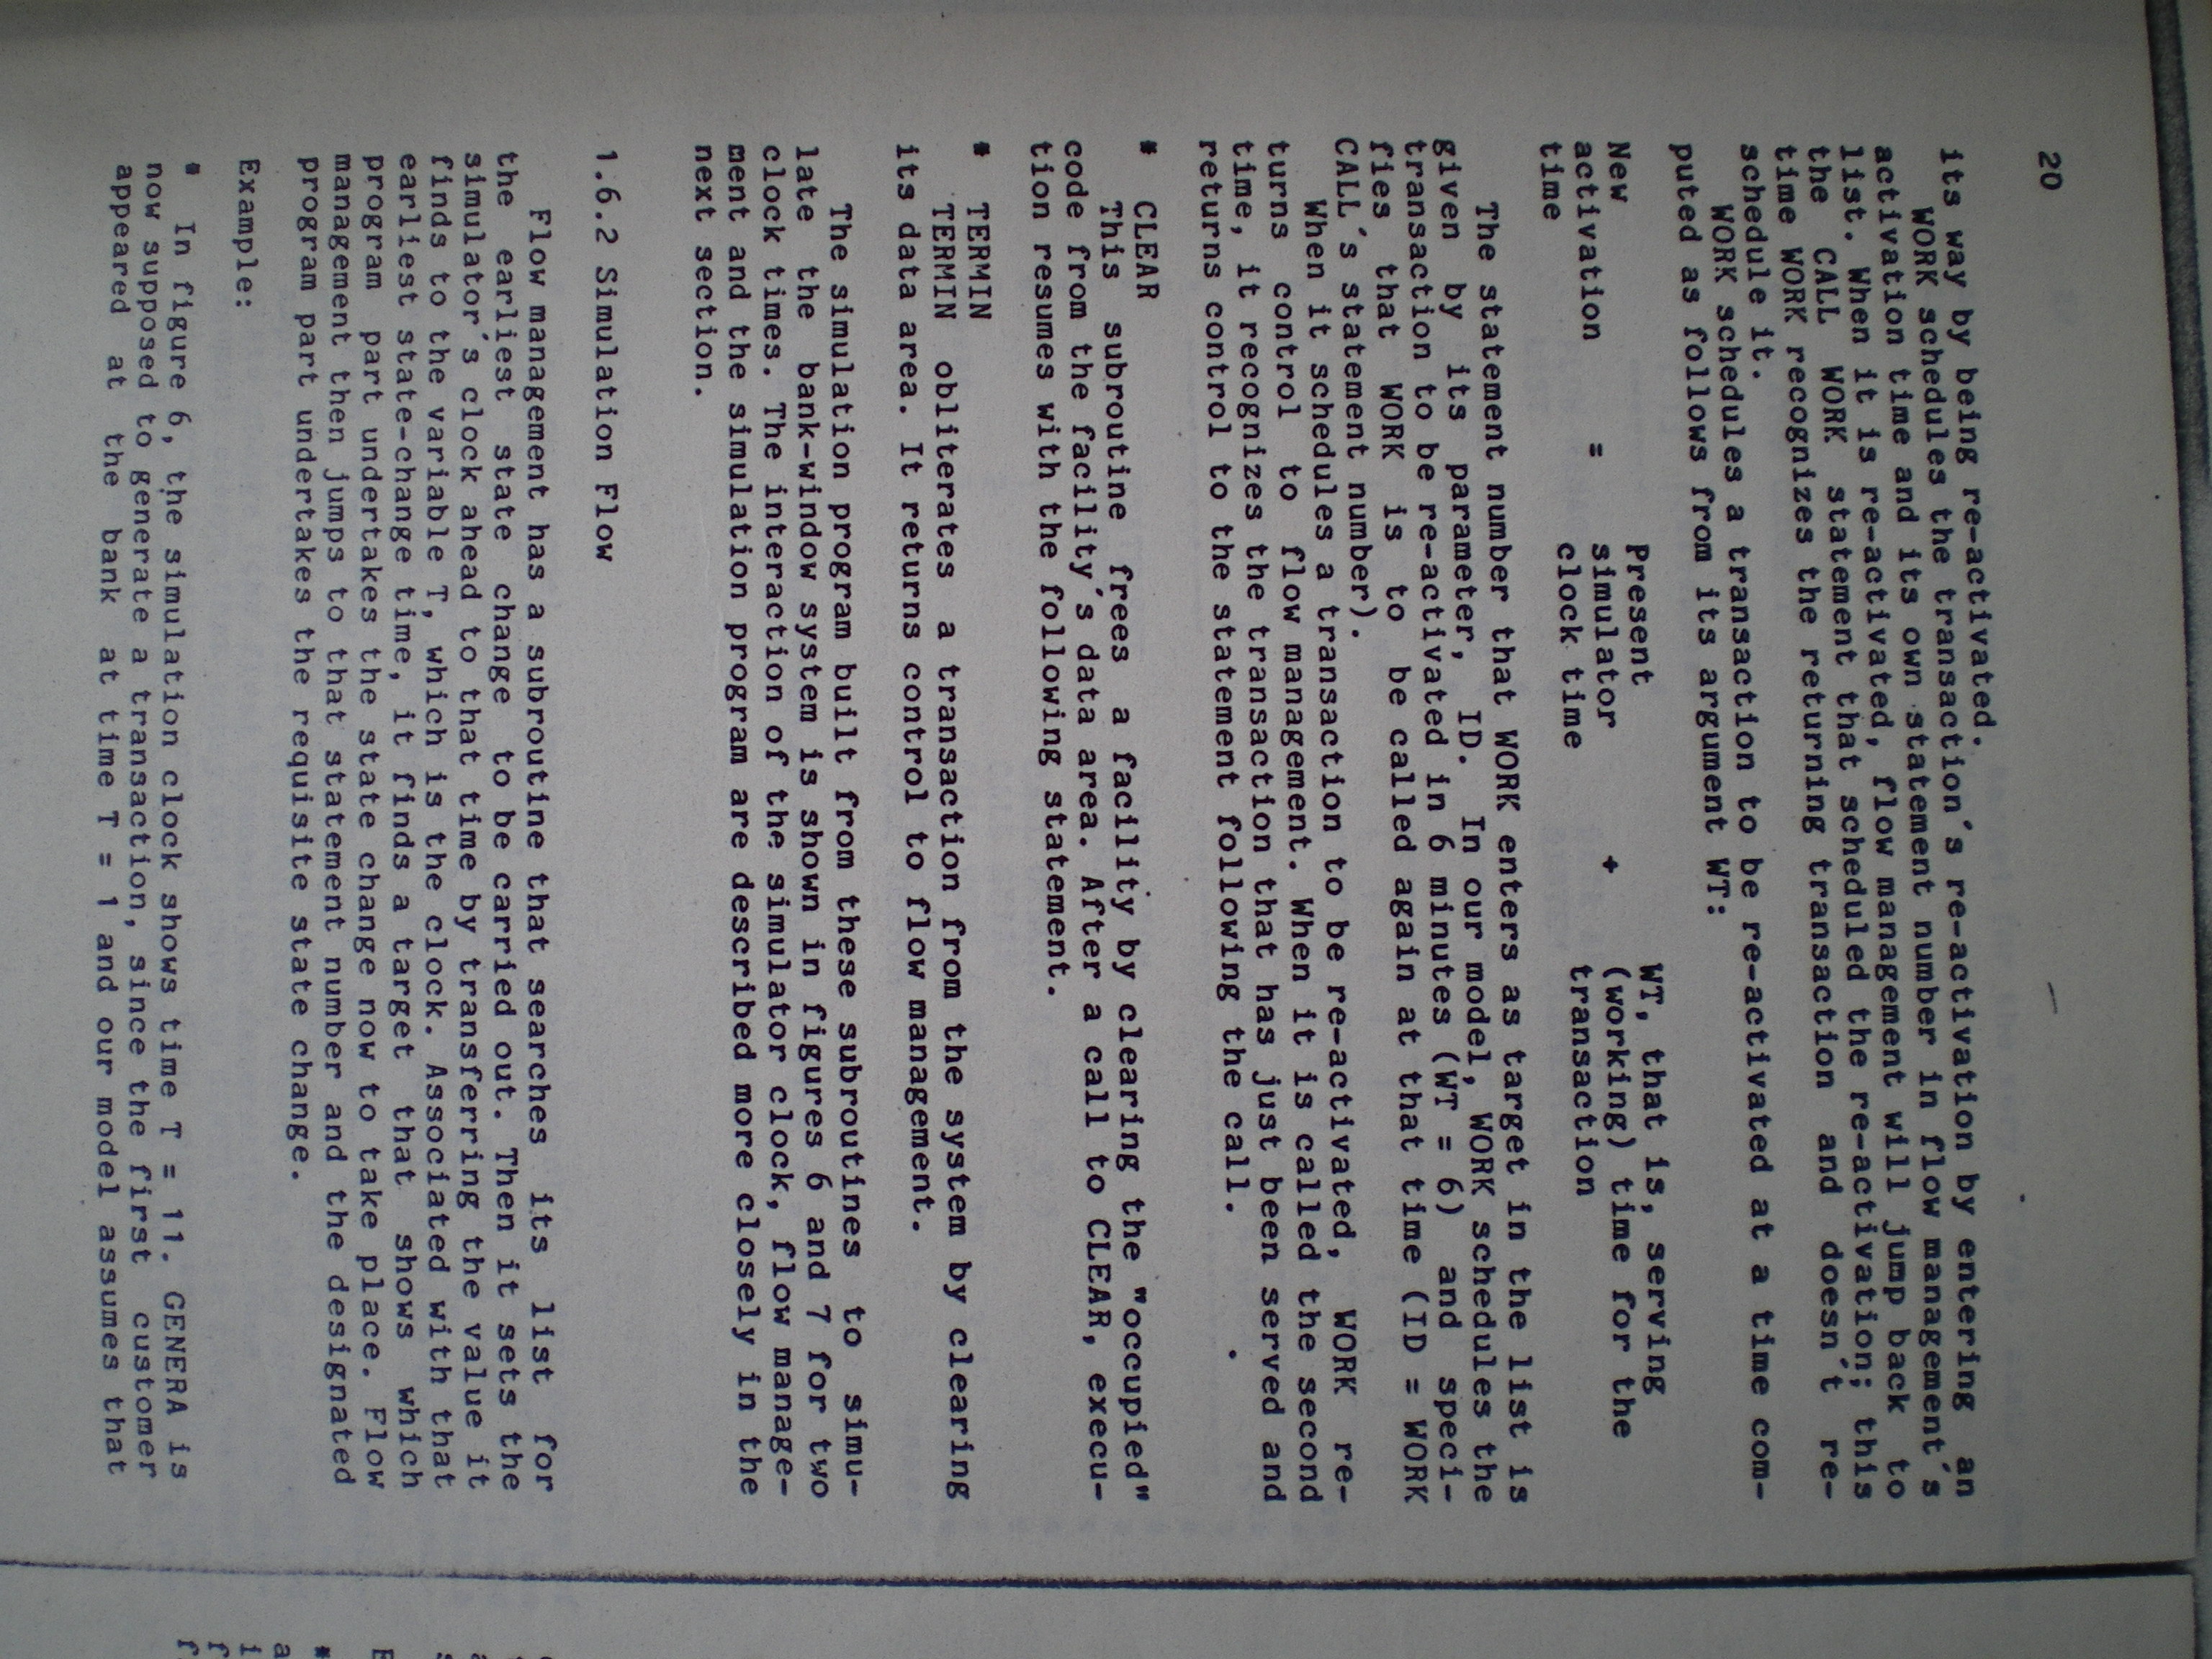 20
its way by being re-activated.
WORK schedules the transaction's re-activation by entering an
activation time and its own statement number in flow management's
list. When it is re-activated, flow management will jump back to
the CALL WORK statement that scheduled the re-activation; this
time WORK recognizes the returning transaction and doesn't re-
schedule it.
WORK schedules a transaction to be re-activated at a time com-
puted as follows from its argument WT:
New Present WT, that is, serving
activation = simulator + (working) time for the
time clock time transaction
The statement number that WORK enters as target in the list is
given by its parameter, ID. In our model, WORK schedules the
transaction to be re-activated in 6 minutes (WT = 6) and speci-
fies that WORK is to be called again at that time (ID = WORK
CALL's statement number).
When it schedules a transaction to be re-activated, WORK re-
turns control to flow management. When it is called the second
time, it recognizes the transaction that has just been served and
returns control to the statement following the call.
* CLEAR
This subroutine frees a facility by clearing the "occupied"
code from the facility's data area. After a call to CLEAR, execu-
tion resumes with the following statement.
* TERMIN
TERMIN obliterates a transaction from the system by clearing
its data area. It returns control to flow management.
The simulation program built from these subroutines to simu-
late the bank-window system is shown in figures 6 and 7 for two
clock times. The interaction of the simulator clock, flow manage-
ment and the simulation program are described more closely in the
next section.
1.6.2 Simulation Flow
Flow management has a subroutine that searches its list for
the earliest state change to be carried out. Then it sets the
simulator's clock ahead to that time by transferring the value it
finds to the variable T, which is the clock. Associated with that
earliest state-change time, it finds a target that shows which
program part undertakes the state change now to take place. Flow
management then jumps to that statement number and the designated
program part undertakes the requisite state change.
Example:
* In figure 6, the simulation clock shows time T = 11. GENERA is
now supposed to generate a transaction, since the first customer
appeared at the bank at time T = 1 and our model assumes that